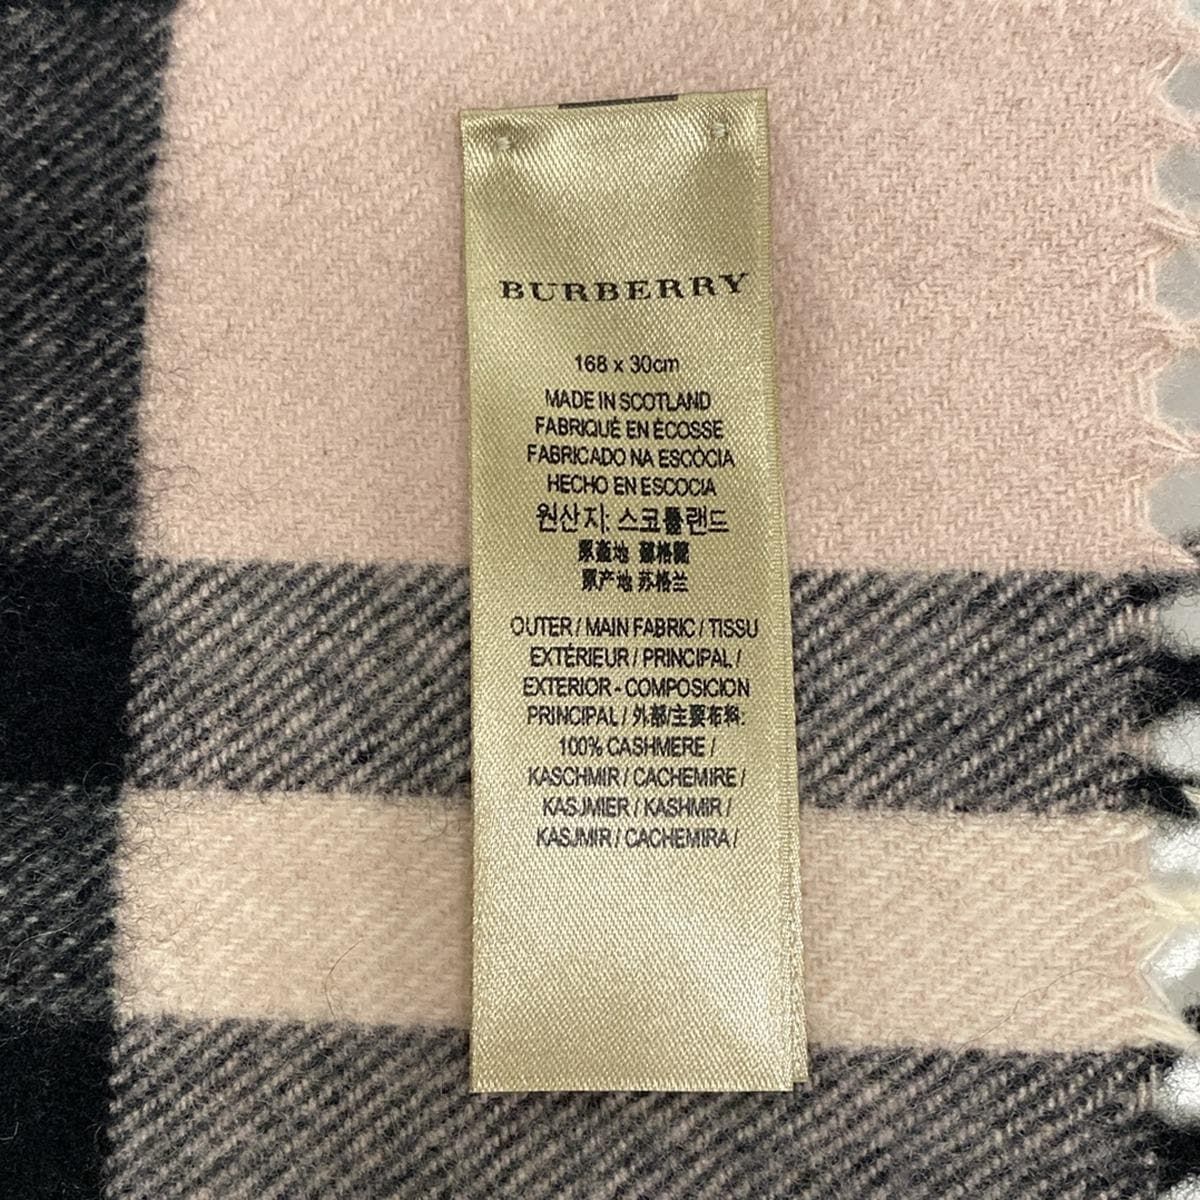 BURBERRY
168 x 30cm
MADE IN SCOTLAND
FABRIQUÉ EN ÉCOSSE
FABRICADO NA ESCÒCIA
HECHO EN ESCOCIA
원산지: 스코틀랜드
原產地 蘇格蘭
原产地 苏格兰
OUTER / MAIN FABRIC / TISSU
EXTÉRIEUR / PRINCIPAL /
EXTERIOR - COMPOSICION
PRINCIPAL / 外部/主要布料:
100% CASHMERE /
KASCHMIR / CACHEMIRE /
KASJMIER / KASHMIR /
KASJMIR / CACHEMIRA /